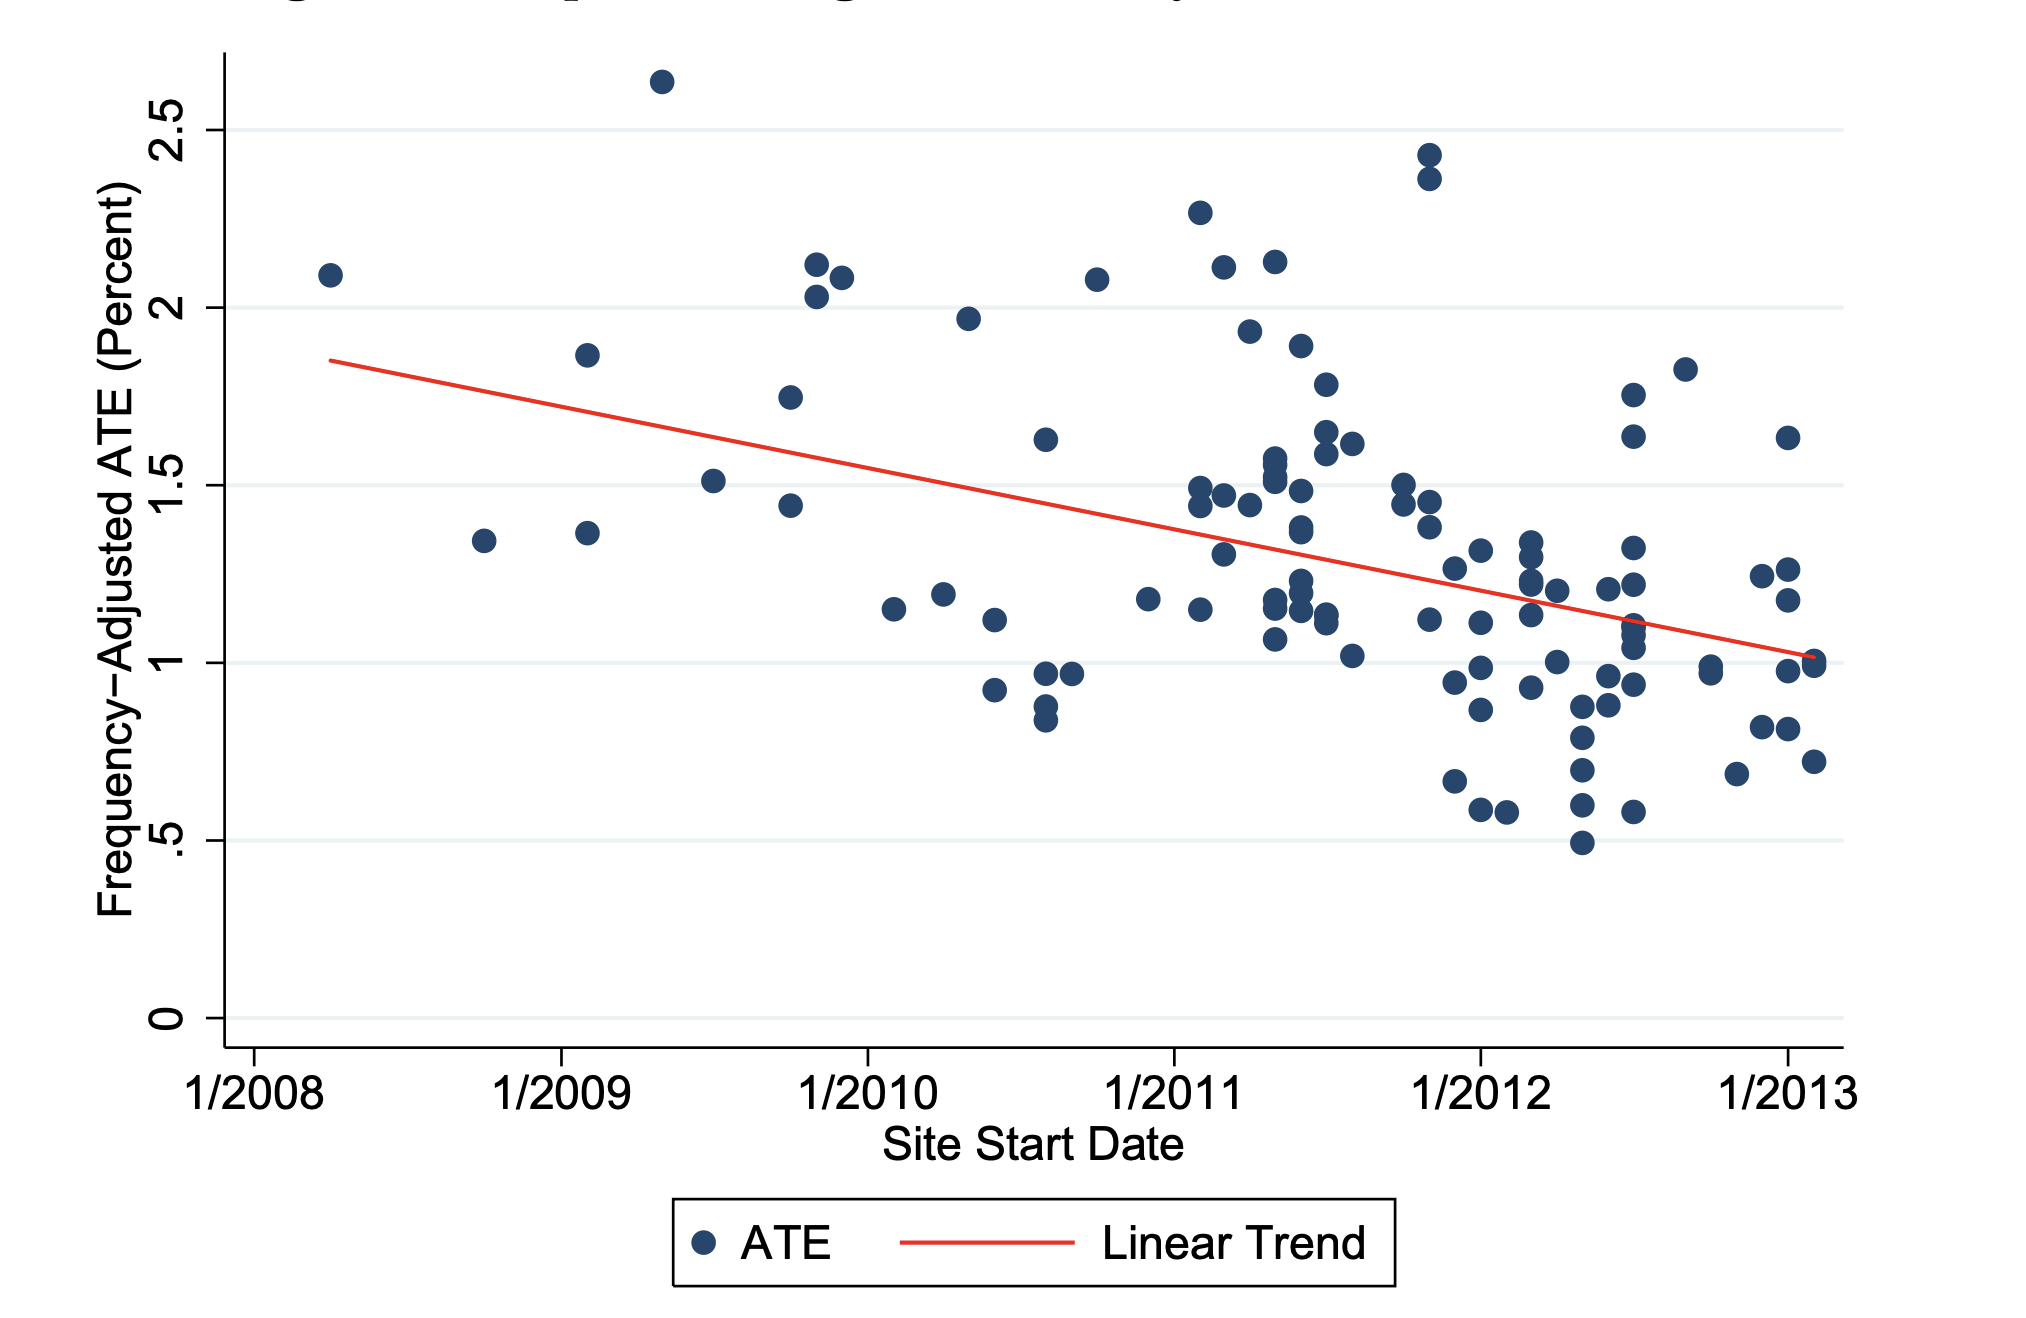 Frequency−Adjusted ATE (Percent)
2.5
2
1.5
1
.5
0
1/2008 1/2009 1/2010 1/2011 1/2012 1/2013
Site Start Date
ATE Linear Trend